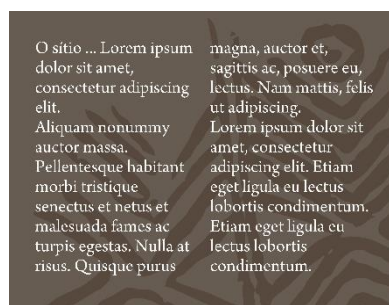 O sítio ... Lorem ipsum
dolor sit amet,
consectetur adipiscing
elit.
Aliquam nonummy
auctor massa.
Pellentesque habitant
morbi tristique
senectus et netus et
malesuada fames ac
turpis egestas. Nulla at
risus. Quisque purus
magna, auctor et,
sagittis ac, posuere eu,
lectus. Nam mattis, felis
ut adipiscing.
Lorem ipsum dolor sit
amet, consectetur
adipiscing elit. Etiam
eget ligula eu lectus
lobortis condimentum.
Etiam eget ligula eu
lectus lobortis
condimentum.